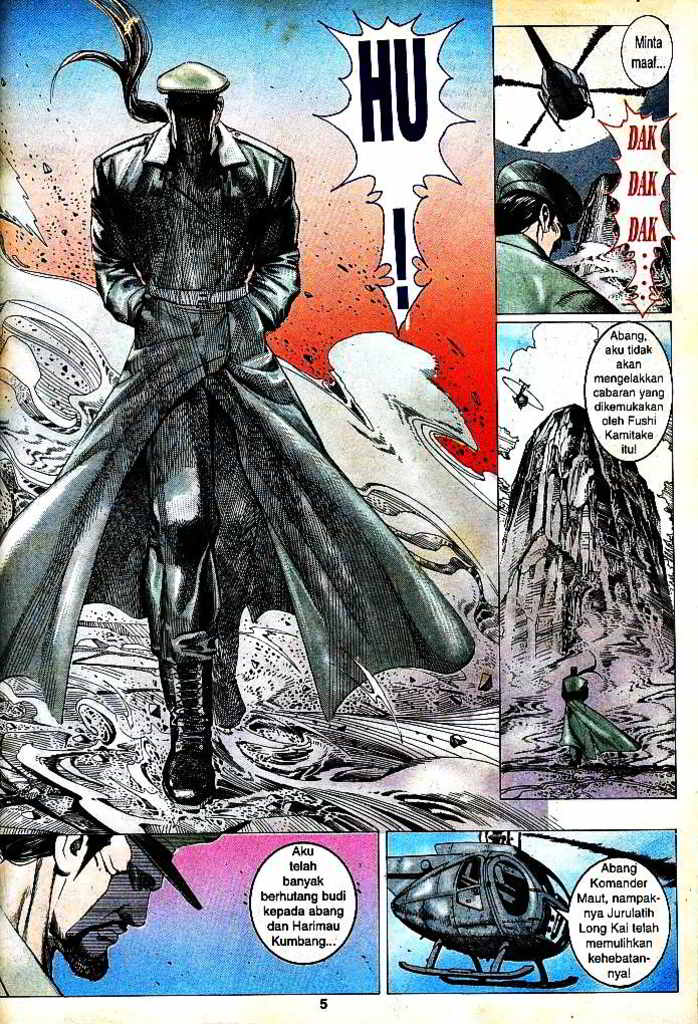 HU
!
Minta
maaf...
DAK
DAK
DAK
Abang,
aku tidak
akan
mengelakkan
cabaran yang
dikemukakan
oleh Fushi
Kamitake
itu!
Aku
telah
banyak
berhutang budi
kepada abang
dan Harimau
Kumbang...
Abang
Komander
Maut, nampak-
nya Jurulatih
Long Kai telah
memulihkan
kehebatan-
nya!
5